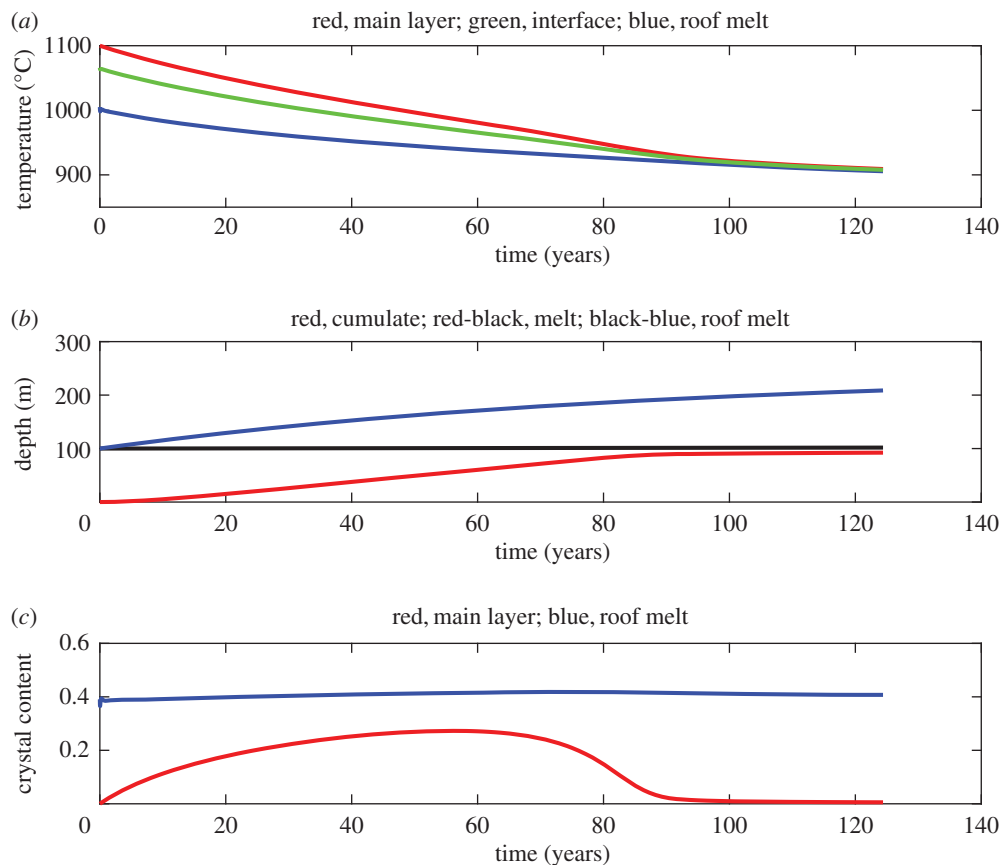 (a) red, main layer; green, interface; blue, roof melt
1100
1000
900
temperature (°C)
0 20 40 60 80 100 120 140
time (years)
(b) red, cumulate; red-black, melt; black-blue, roof melt
300
200
100
0
depth (m)
0 20 40 60 80 100 120 140
time (years)
(c) red, main layer; blue, roof melt
0.6
0.4
0.2
crystal content
0 20 40 60 80 100 120 140
time (years)